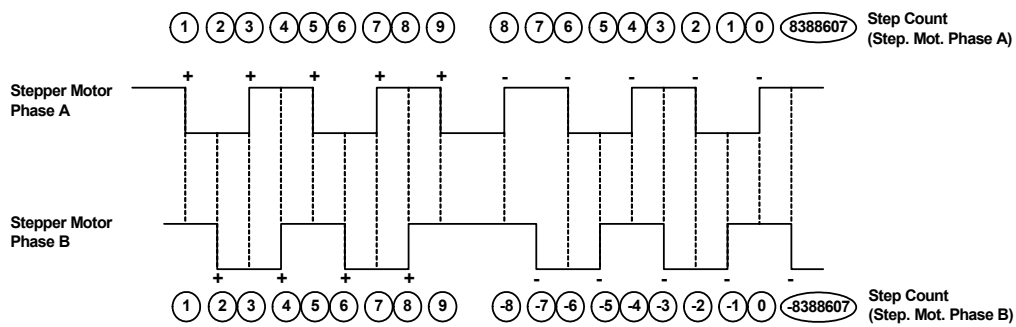 1 2 3 4 5 6 7 8 9 8 7 6 5 4 3 2 1 0 8388607 Step Count
(Step. Mot. Phase A)
+ + + + + - - - - -
Stepper Motor
Phase A
Stepper Motor
Phase B
+ + + + - - - - -
1 2 3 4 5 6 7 8 9 -8 -7 -6 -5 -4 -3 -2 -1 0 -8388607 Step Count
(Step. Mot. Phase B)